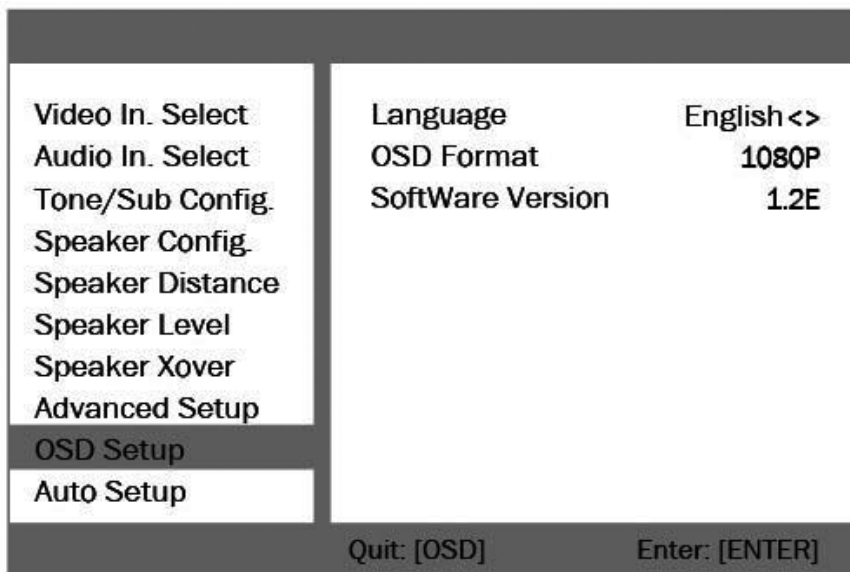 Video In. Select
Audio In. Select
Tone/Sub Config.
Speaker Config.
Speaker Distance
Speaker Level
Speaker Xover
Advanced Setup
OSD Setup
Auto Setup
Language English<>
OSD Format 1080P
SoftWare Version 1.2E
Quit: [OSD] Enter: [ENTER]